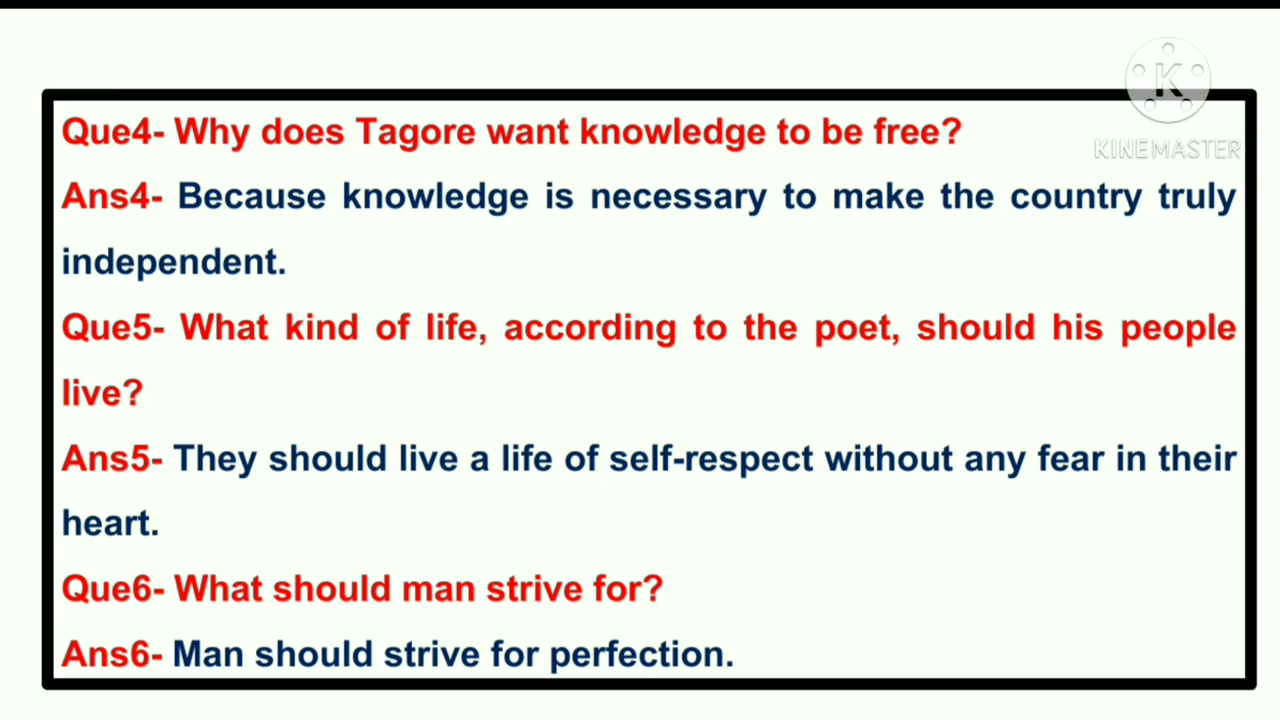 K
KINEMASTER
Que4- Why does Tagore want knowledge to be free?
Ans4- Because knowledge is necessary to make the country truly
independent.
Que5- What kind of life, according to the poet, should his people
live?
Ans5- They should live a life of self-respect without any fear in their
heart.
Que6- What should man strive for?
Ans6- Man should strive for perfection.